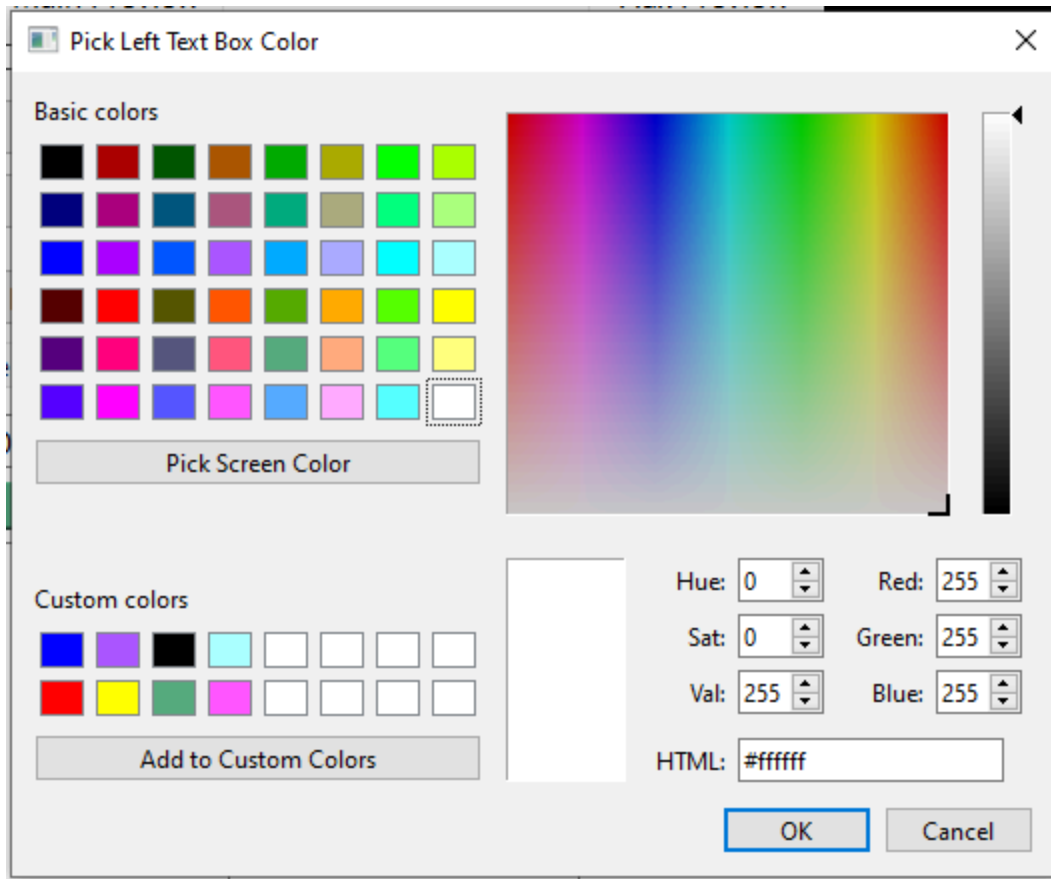 Pick Left Text Box Color
Basic colors
Pick Screen Color
Custom colors
Add to Custom Colors
Hue: 0 Red: 255
Sat: 0 Green: 255
Val: 255 Blue: 255
HTML: #ffffff
OK Cancel